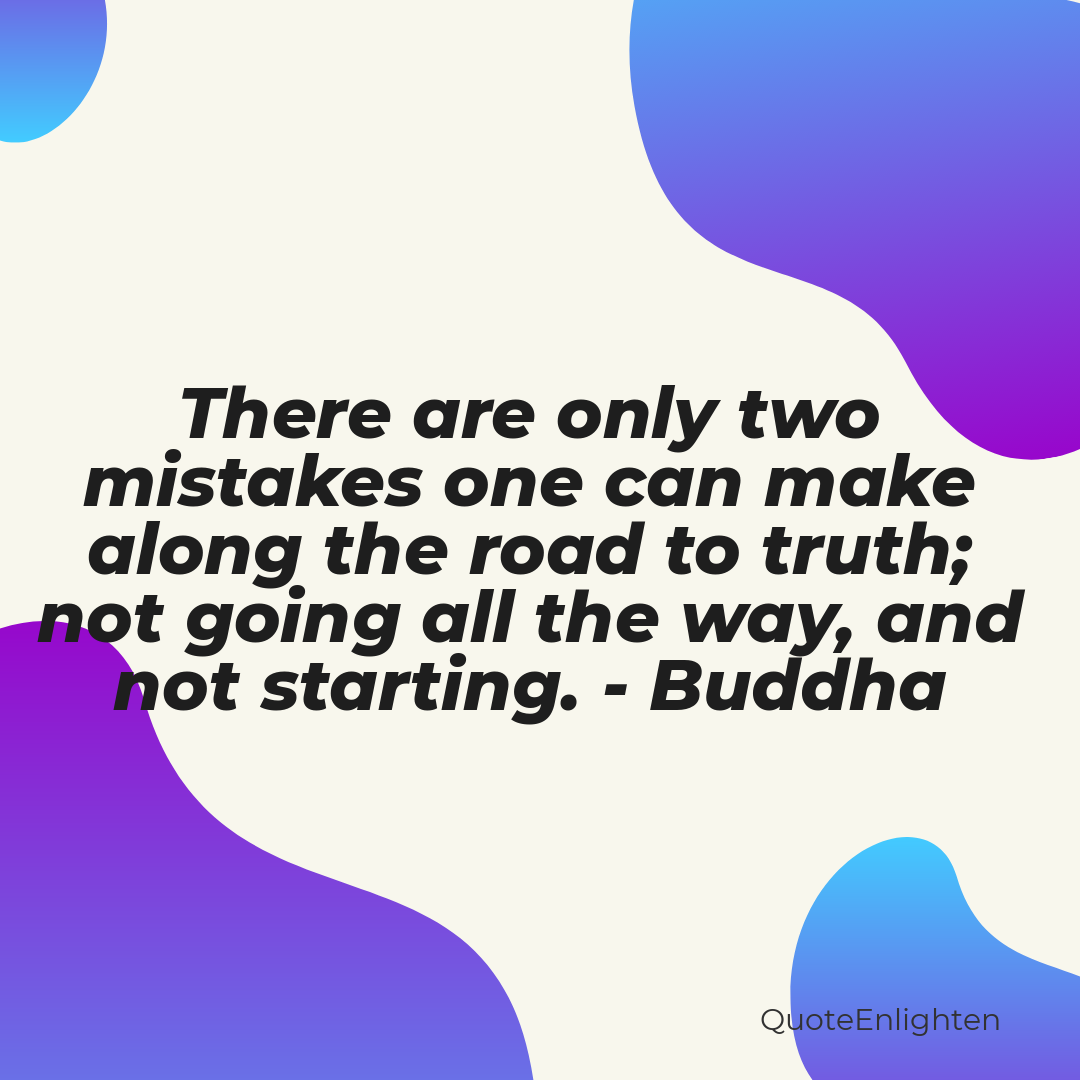 There are only two
mistakes one can make
along the road to truth;
not going all the way, and
not starting. - Buddha
QuoteEnlighten